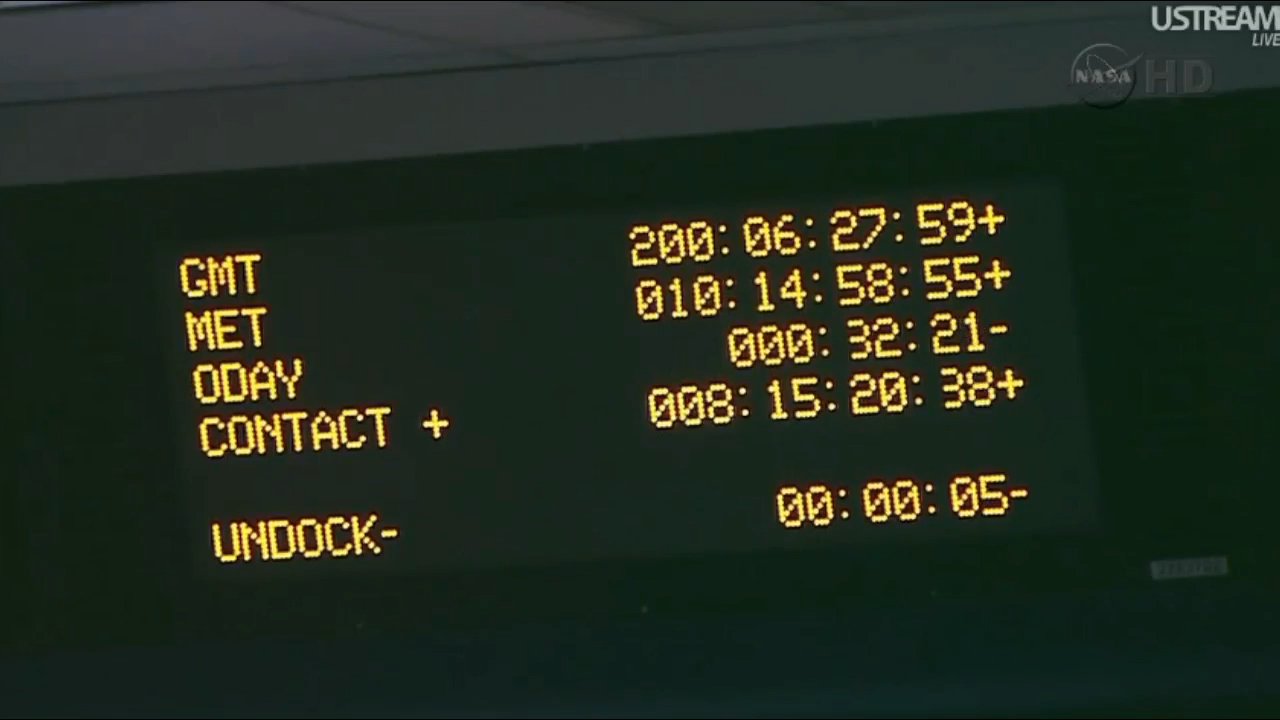 USTREAM
LIVE
NASA HD
GMT 200:06:27:59+
MET 010:14:58:55+
ODAY 000:32:21-
CONTACT + 008:15:20:38+
UNDOCK- 00:00:05-